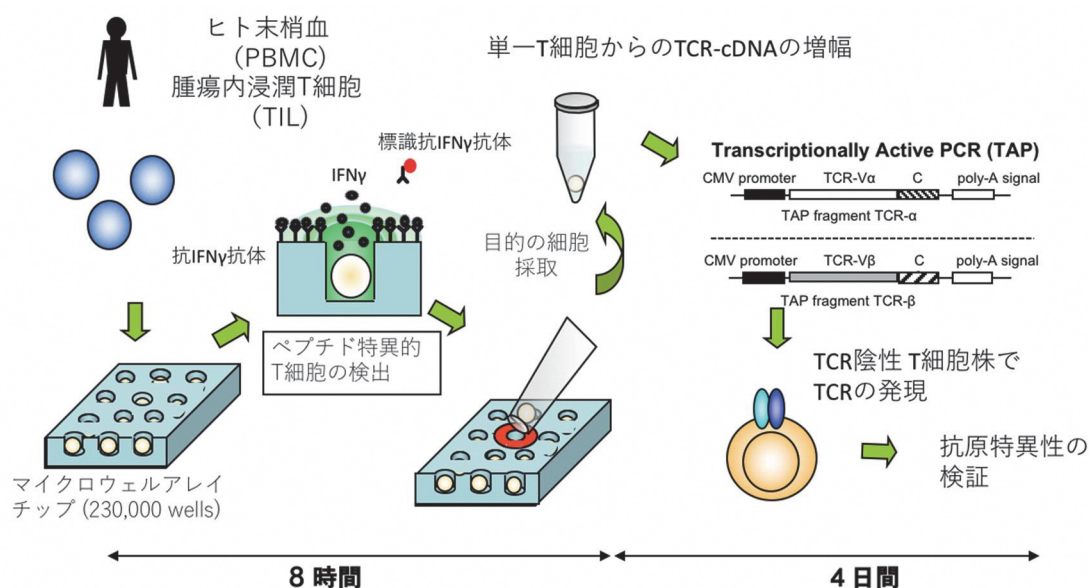 ヒト末梢血
(PBMC)
腫瘍内浸潤T細胞
(TIL)
単一T細胞からのTCR-cDNAの増幅
標識抗IFNγ抗体
IFNγ
抗IFNγ抗体
目的の細胞
採取
ペプチド特異的
T細胞の検出
マイクロウェルアレイ
チップ (230,000 wells)
Transcriptionally Active PCR (TAP)
CMV promoter TCR-Vα C poly-A signal
TAP fragment TCR-α
CMV promoter TCR-Vβ C poly-A signal
TAP fragment TCR-β
TCR陰性 T細胞株で
TCRの発現
抗原特異性の
検証
8 時間
4 日間